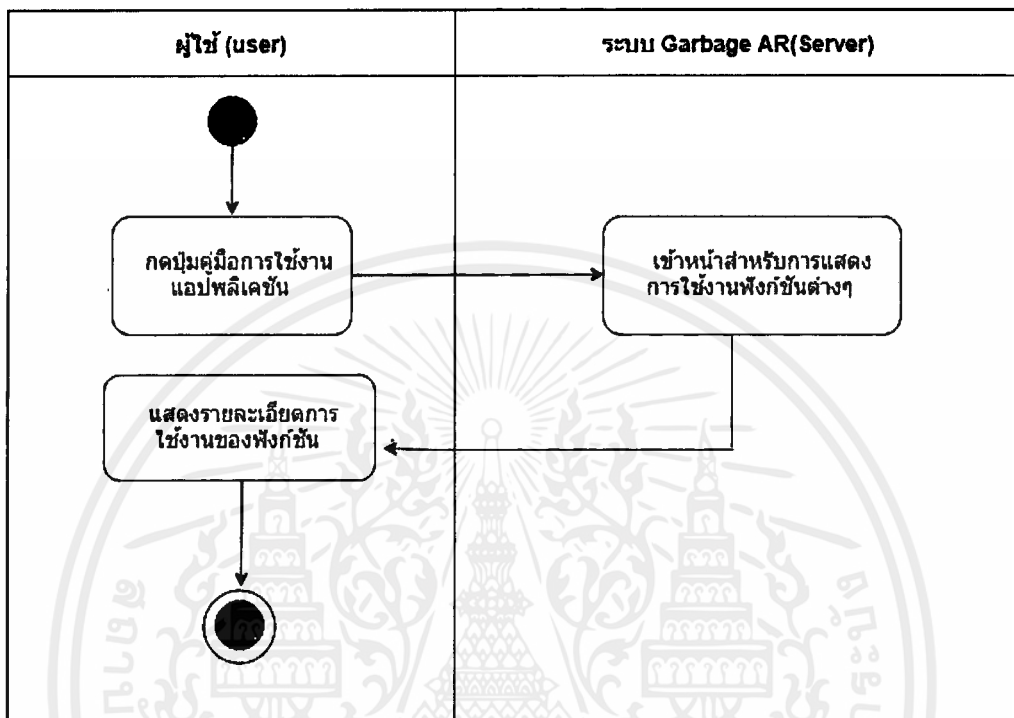 ผู้ใช้ (user)
ระบบ Garbage AR(Server)
กดปุ่มคู่มือการใช้งาน
แอปพลิเคชัน
เข้าหน้าสำหรับการแสดง
การใช้งานฟังก์ชันต่างๆ
แสดงรายละเอียดการ
ใช้งานของฟังก์ชัน